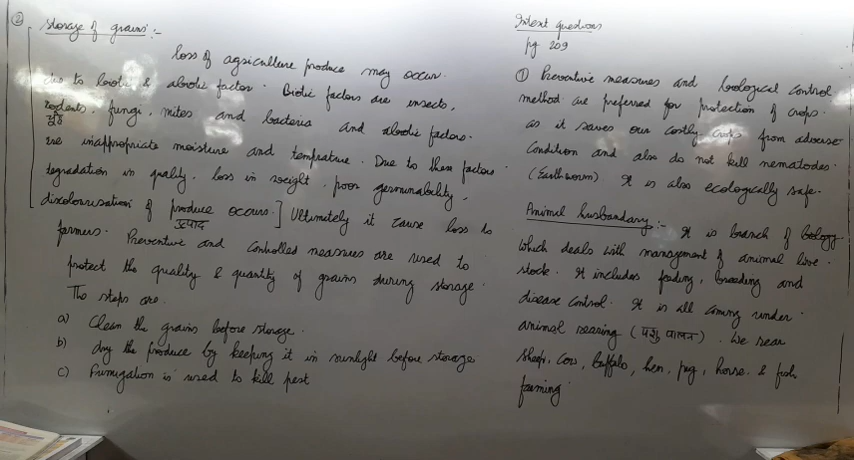 ② Storage of grains :-
loss of agriculture produce may occur.
due to biotic & abiotic factor. Biotic factors are insects,
rodents, fungi, mites and bacteria and abiotic factors.
चूहे
are inappropriate moisture and temprature. Due to these factors
degradation in quality. loss in weight, poor germinability,
discolourisation of produce occurs.] Ultimately it cause loss to
उत्पाद
farmers. Preventive and controlled measures are used to
protect the quality & quantity of grains during storage.
The steps are.
a) Clean the grains before storage.
b) dry the produce by keeping it in sunlight before storage
c) Fumigation is used to kill pest
Intext questions
pg 209
① Preventive measures and biological control
method are preferred for protection of crops.
as it saves our costly crops from adverse
condition and also do not kill nematodes.
(Earthworm) It is also ecologically safe.
Animal husbandary :- It is branch of biology
which deals with management of animal live.
stock. It includes feeding, breeding and
disease control. It is all coming under.
animal rearing (पशु पालन). We rear
sheep, cow, buffalo, hen, pig, horse. & fish
farming